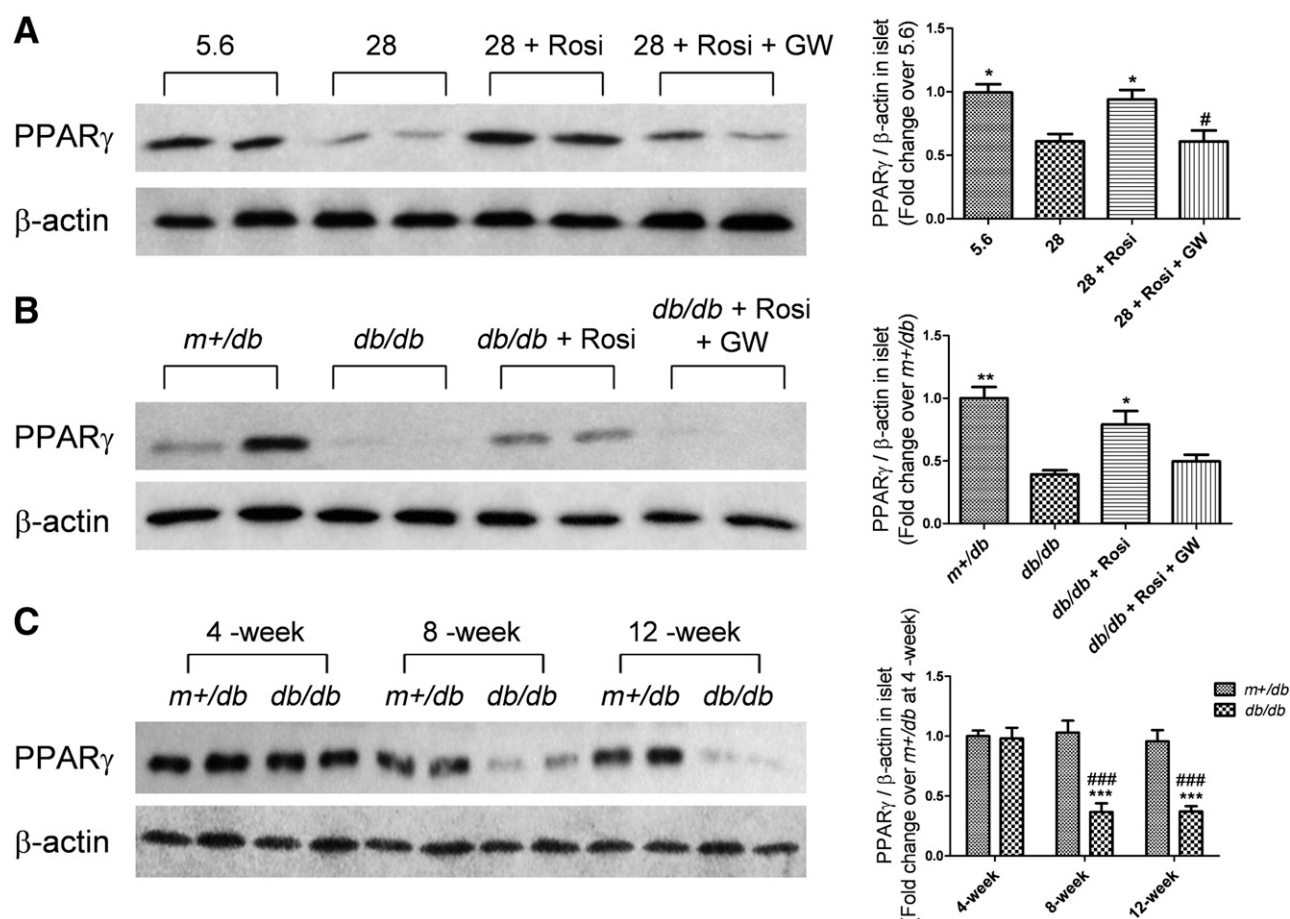 A
5.6 28 28 + Rosi 28 + Rosi + GW
PPARγ
β-actin
PPARγ / β-actin in islet
(Fold change over 5.6)
1.5
1.0
0.5
0.0
* * #
5.6 28 28 + Rosi 28 + Rosi + GW
B
m+/db db/db db/db + Rosi db/db + Rosi
+ GW
PPARγ
β-actin
PPARγ / β-actin in islet
(Fold change over m+/db)
1.5
1.0
0.5
0.0
** *
m+/db db/db db/db + Rosi db/db + Rosi + GW
C
4 -week 8 -week 12 -week
m+/db db/db m+/db db/db m+/db db/db
PPARγ
β-actin
PPARγ / β-actin in islet
(Fold change over m+/db at 4 -week)
1.5
1.0
0.5
0.0
### ###
*** ***
4-week 8-week 12-week
m+/db
db/db